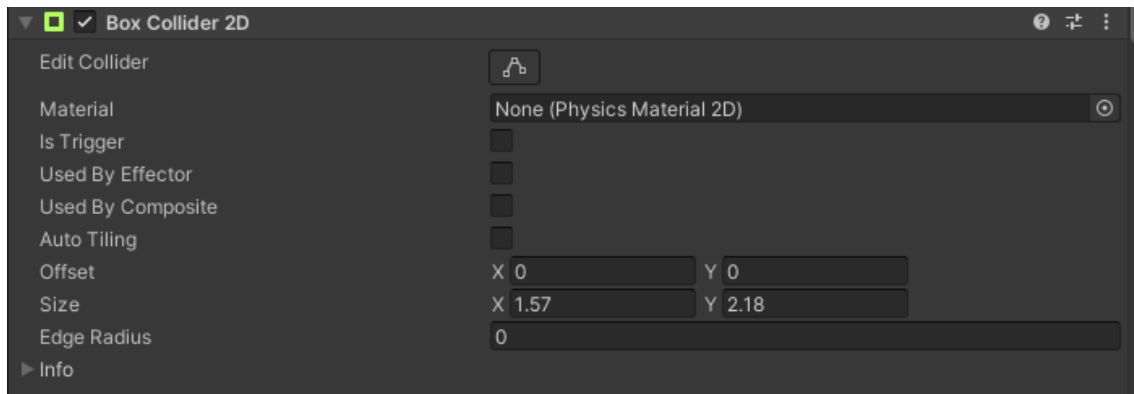 Box Collider 2D
Edit Collider
Material None (Physics Material 2D)
Is Trigger
Used By Effector
Used By Composite
Auto Tiling
Offset X 0 Y 0
Size X 1.57 Y 2.18
Edge Radius 0
Info